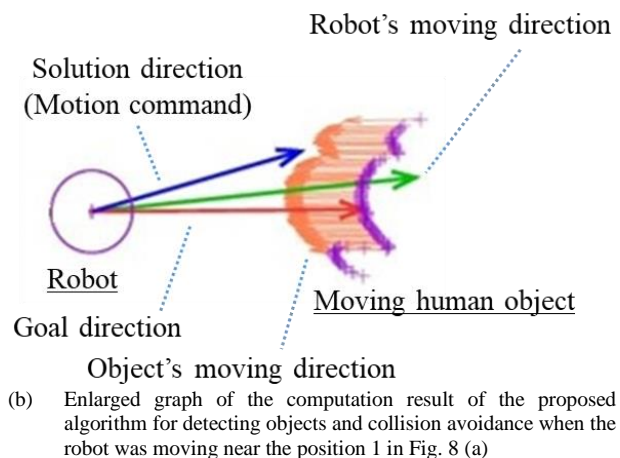 Robot's moving direction
Solution direction
(Motion command)
Robot
Moving human object
Goal direction
Object's moving direction
(b) Enlarged graph of the computation result of the proposed
algorithm for detecting objects and collision avoidance when the
robot was moving near the position 1 in Fig. 8 (a)